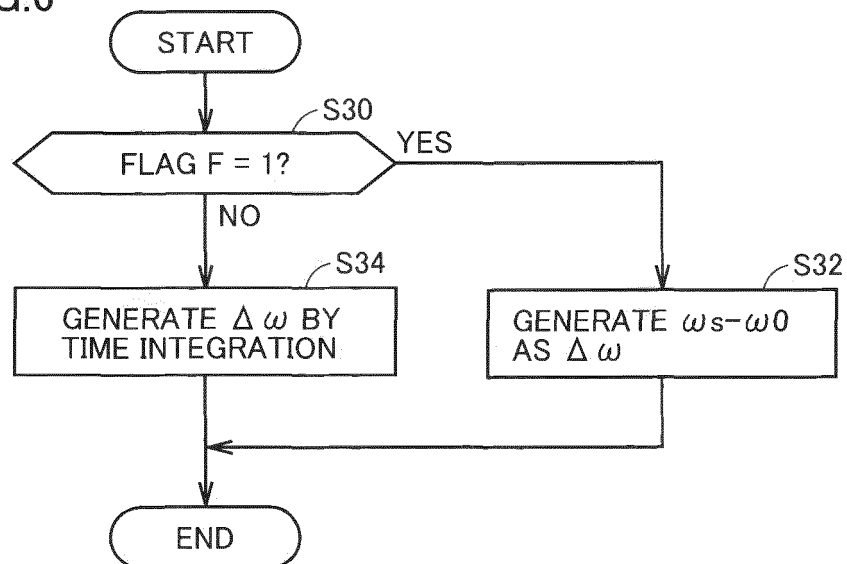 START
S30
FLAG F = 1?
YES
NO
S34
GENERATE Δω BY
TIME INTEGRATION
S32
GENERATE ωs-ω0
AS Δω
END